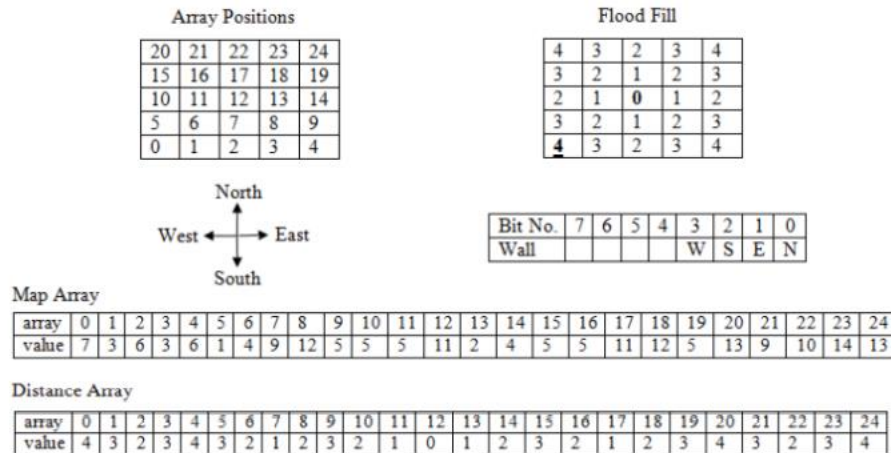 Array Positions Flood Fill
20 21 22 23 24 4 3 2 3 4
15 16 17 18 19 3 2 1 2 3
10 11 12 13 14 2 1 0 1 2
5 6 7 8 9 3 2 1 2 3
0 1 2 3 4 4 3 2 3 4
North
West East
South
Bit No. 7 6 5 4 3 2 1 0
Wall W S E N
Map Array
array 0 1 2 3 4 5 6 7 8 9 10 11 12 13 14 15 16 17 18 19 20 21 22 23 24
value 7 3 6 3 6 1 4 9 12 5 5 5 11 2 4 5 5 11 12 5 13 9 10 14 13
Distance Array
array 0 1 2 3 4 5 6 7 8 9 10 11 12 13 14 15 16 17 18 19 20 21 22 23 24
value 4 3 2 3 4 3 2 1 2 3 2 1 0 1 2 3 2 1 2 3 4 3 2 3 4